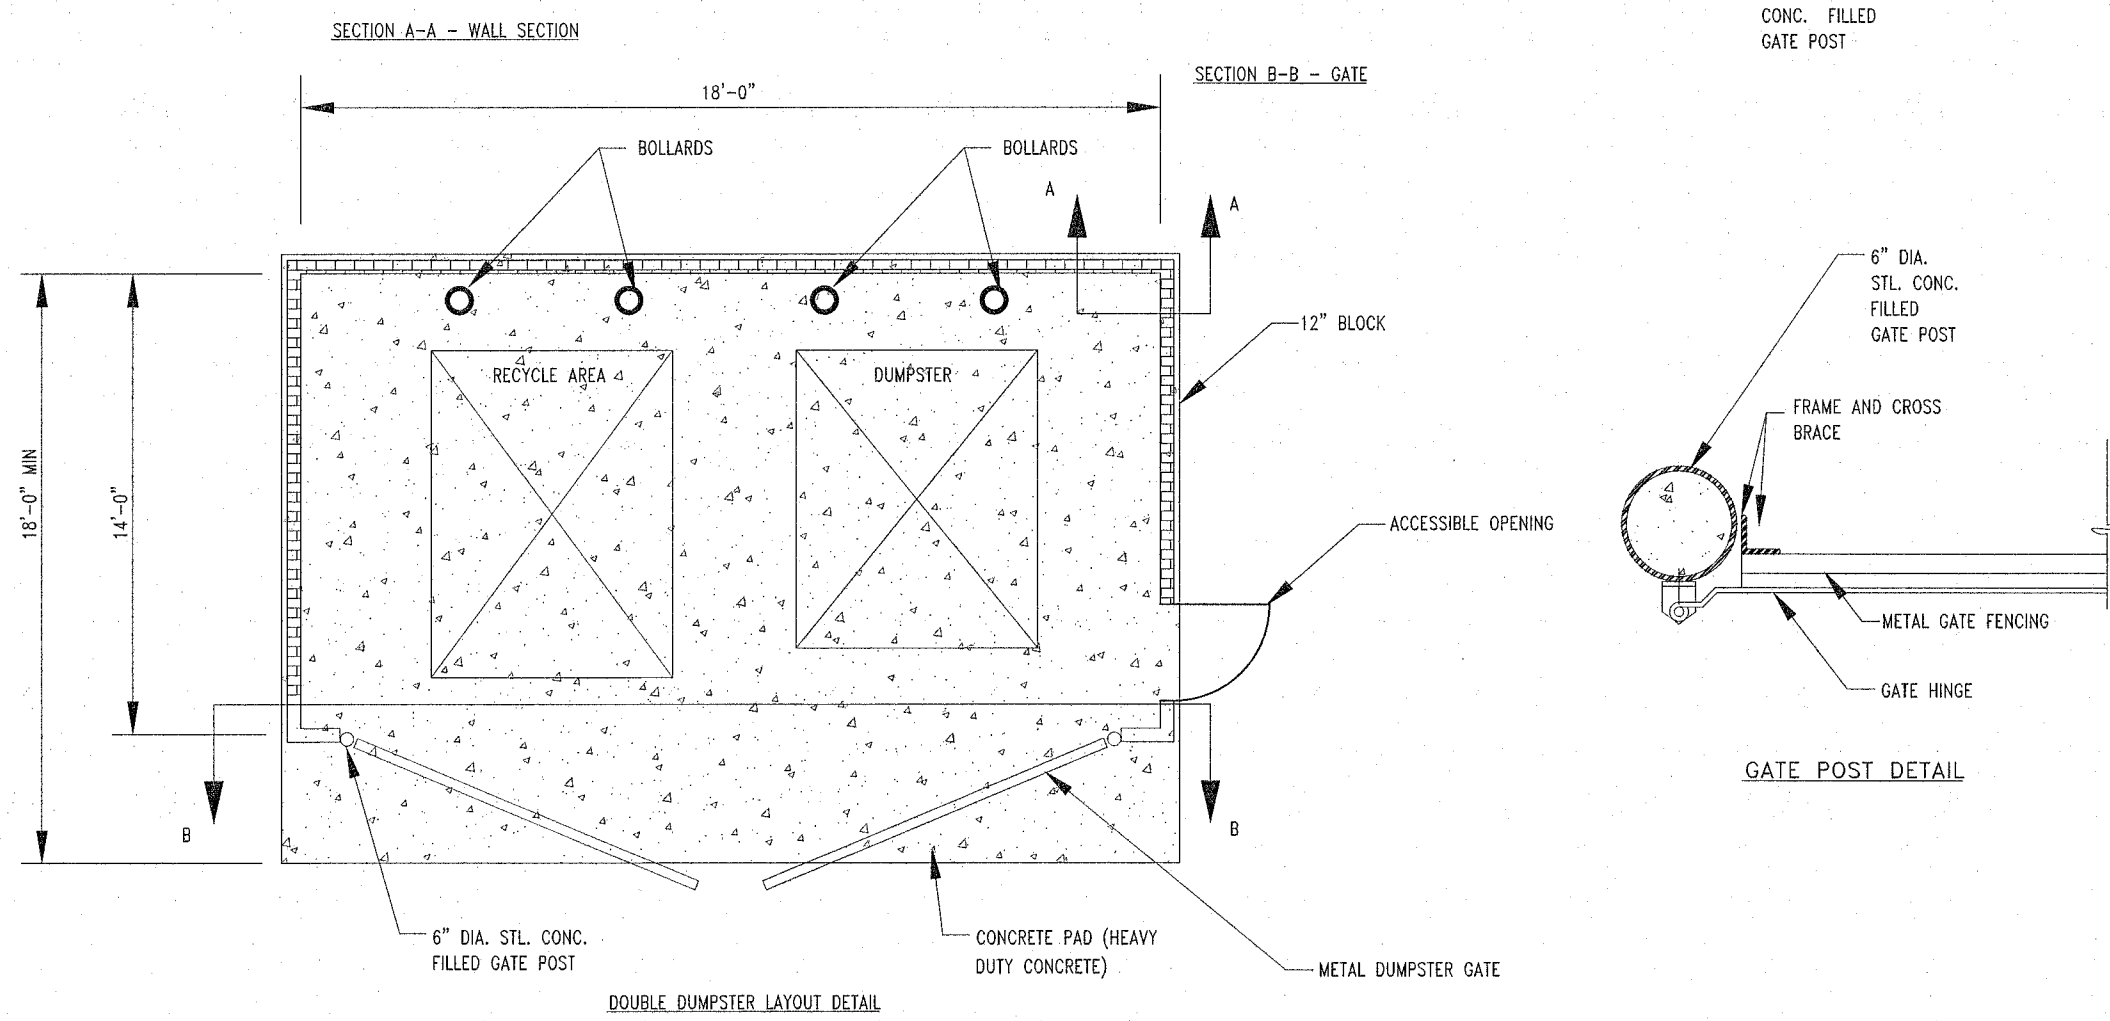 CONC. FILLED
GATE POST
SECTION A-A - WALL SECTION
SECTION B-B - GATE
18'-0"
BOLLARDS
BOLLARDS
A
A
6" DIA.
STL. CONC.
FILLED
GATE POST
12" BLOCK
RECYCLE AREA
DUMPSTER
FRAME AND CROSS
BRACE
18'-0" MIN
14'-0"
ACCESSIBLE OPENING
METAL GATE FENCING
GATE HINGE
GATE POST DETAIL
B
B
6" DIA. STL. CONC.
FILLED GATE POST
CONCRETE PAD (HEAVY
DUTY CONCRETE)
METAL DUMPSTER GATE
DOUBLE DUMPSTER LAYOUT DETAIL